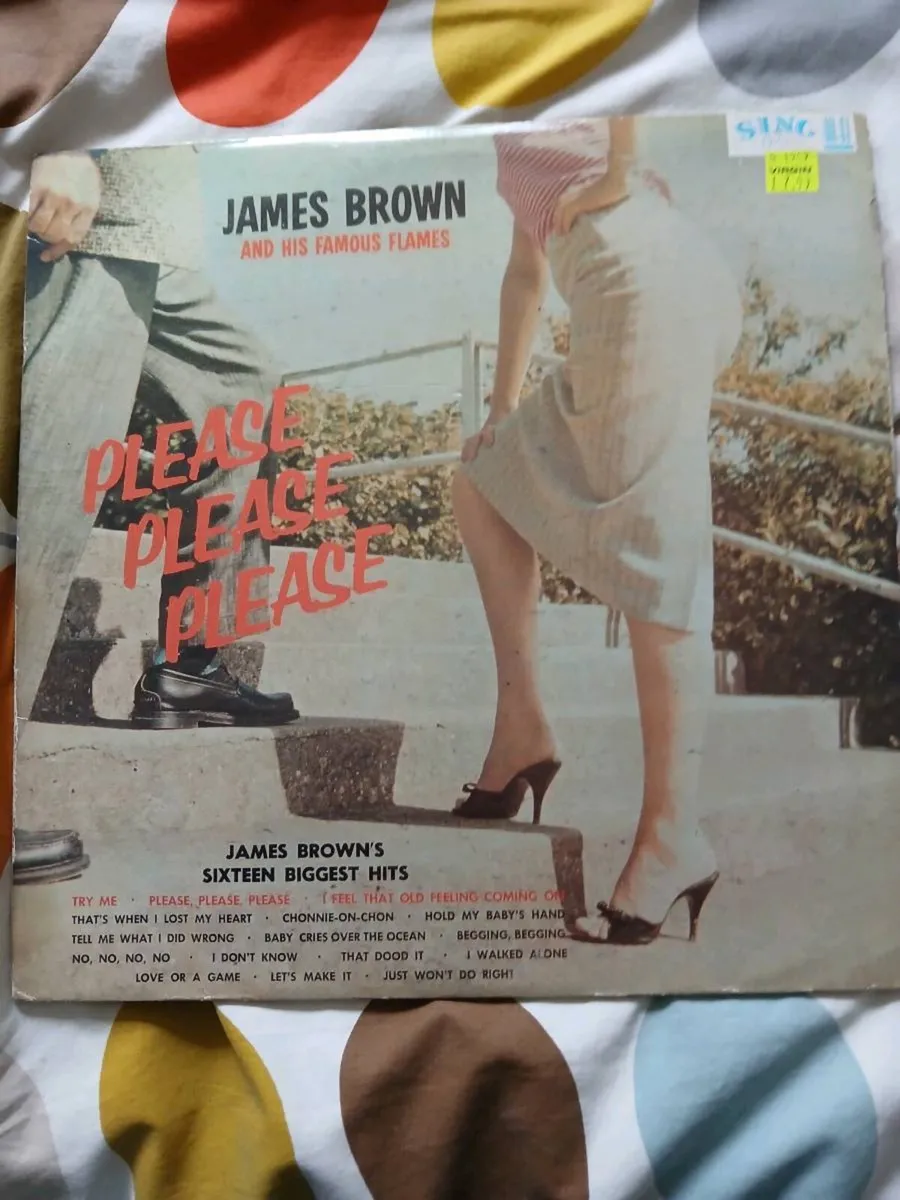 JAMES BROWN
AND HIS FAMOUS FLAMES
SING
VIRGIN
PLEASE
PLEASE
PLEASE
JAMES BROWN'S
SIXTEEN BIGGEST HITS
TRY ME · PLEASE, PLEASE, PLEASE · I FEEL THAT OLD FEELING COMING ON
THAT'S WHEN I LOST MY HEART · CHONNIE-ON-CHON · HOLD MY BABY'S HAND
TELL ME WHAT I DID WRONG · BABY CRIES OVER THE OCEAN · BEGGING, BEGGING
NO, NO, NO, NO · I DON'T KNOW · THAT DOOD IT · I WALKED ALONE
LOVE OR A GAME · LET'S MAKE IT · JUST WON'T DO RIGHT